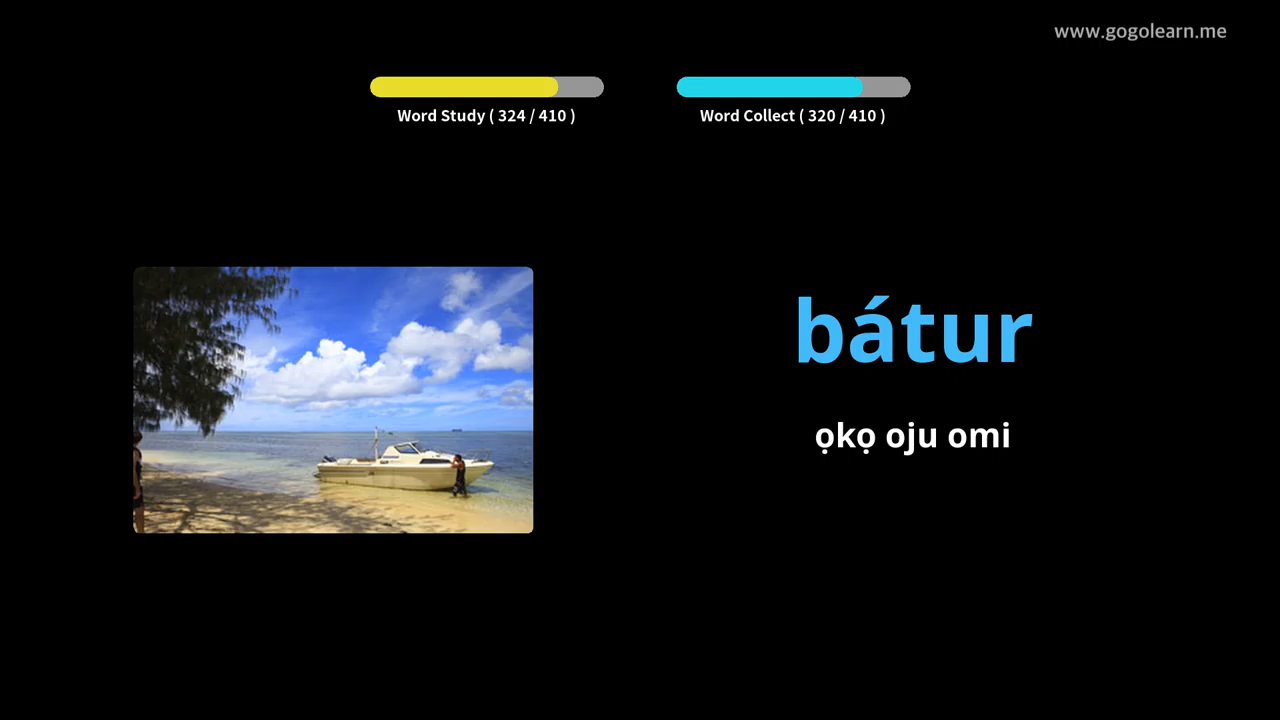 www.gogolearn.me
Word Study ( 324 / 410 )
Word Collect ( 320 / 410 )
bátur
ọkọ oju omi